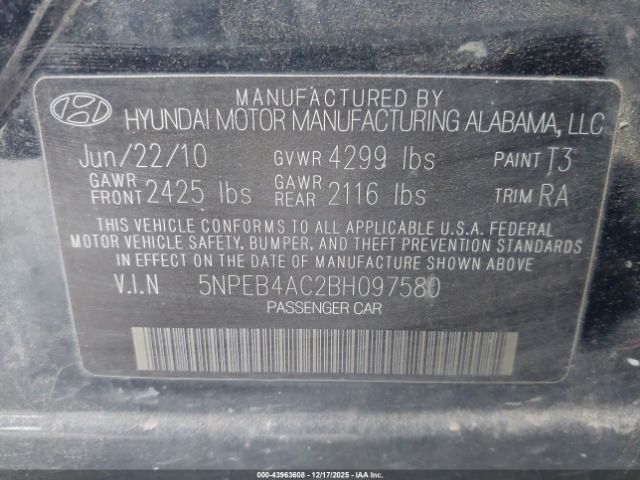 MANUFACTURED BY
HYUNDAI MOTOR MANUFACTURING ALABAMA, LLC
Jun/22/10 GVWR 4299 lbs PAINT T3
GAWR FRONT 2425 lbs GAWR REAR 2116 lbs TRIM RA
THIS VEHICLE CONFORMS TO ALL APPLICABLE U.S.A. FEDERAL
MOTOR VEHICLE SAFETY, BUMPER, AND THEFT PREVENTION STANDARDS
IN EFFECT ON THE DATE OF MANUFACTURE SHOWN ABOVE
V.I.N 5NPEB4AC2BH097580
PASSENGER CAR
© 43963608 - 12/17/2025 - IAA Holdings, LLC